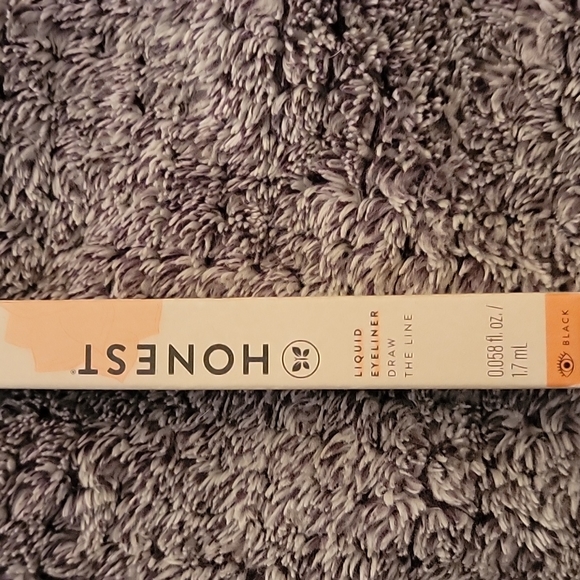 HONEST®
LIQUID
EYELINER
DRAW
THE LINE
0.058 fl. oz. /
1.7 mL
BLACK